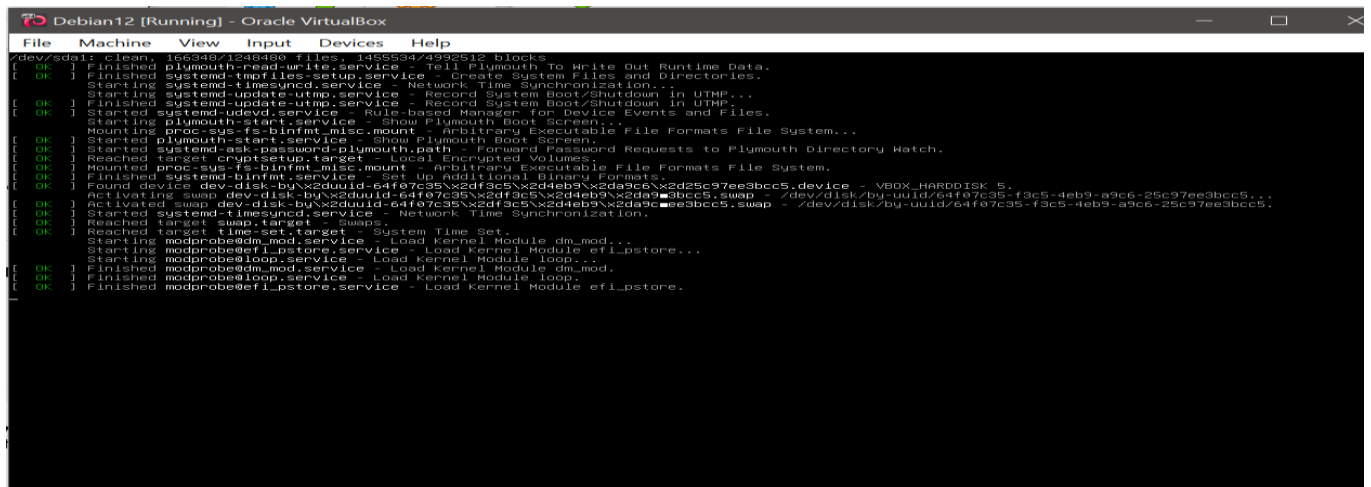 Debian12 [Running] - Oracle VirtualBox
File Machine View Input Devices Help
/dev/sda1: clean, 166348/1248480 files, 1455534/4992512 blocks
[ OK ] Finished plymouth-read-write.service - Tell Plymouth To Write Out Runtime Data.
[ OK ] Finished systemd-tmpfiles-setup.service - Create System Files and Directories.
Starting systemd-timesyncd.service - Network Time Synchronization...
Starting systemd-update-utmp.service - Record System Boot/Shutdown in UTMP...
[ OK ] Finished systemd-update-utmp.service - Record System Boot/Shutdown in UTMP.
[ OK ] Started systemd-udevd.service - Rule-based Manager for Device Events and Files.
Starting plymouth-start.service - Show Plymouth Boot Screen...
Mounting proc-sys-fs-binfmt_misc.mount - Arbitrary Executable File Formats File System...
[ OK ] Started plymouth-start.service - Show Plymouth Boot Screen.
[ OK ] Started systemd-ask-password-plymouth.path - Forward Password Requests to Plymouth Directory Watch.
[ OK ] Reached target cryptsetup.target - Local Encrypted Volumes.
[ OK ] Mounted proc-sys-fs-binfmt_misc.mount - Arbitrary Executable File Formats File System.
[ OK ] Finished systemd-binfmt.service - Set Up Additional Binary Formats.
[ OK ] Found device dev-disk-by\x2duuid-64f07c35\x2df3c5\x2d4eb9\x2da9c6\x2d25c97ee3bcc5.device - VBOX_HARDDISK 5.
Activating swap dev-disk-by\x2duuid-64f07c35\x2df3c5\x2d4eb9\x2da9…3bcc5.swap - /dev/disk/by-uuid/64f07c35-f3c5-4eb9-a9c6-25c97ee3bcc5...
[ OK ] Activated swap dev-disk-by\x2duuid-64f07c35\x2df3c5\x2d4eb9\x2da9c…ee3bcc5.swap - /dev/disk/by-uuid/64f07c35-f3c5-4eb9-a9c6-25c97ee3bcc5.
[ OK ] Started systemd-timesyncd.service - Network Time Synchronization.
[ OK ] Reached target swap.target - Swaps.
[ OK ] Reached target time-set.target - System Time Set.
Starting modprobe@dm_mod.service - Load Kernel Module dm_mod...
Starting modprobe@efi_pstore.service - Load Kernel Module efi_pstore...
Starting modprobe@loop.service - Load Kernel Module loop...
[ OK ] Finished modprobe@dm_mod.service - Load Kernel Module dm_mod.
[ OK ] Finished modprobe@loop.service - Load Kernel Module loop.
[ OK ] Finished modprobe@efi_pstore.service - Load Kernel Module efi_pstore.